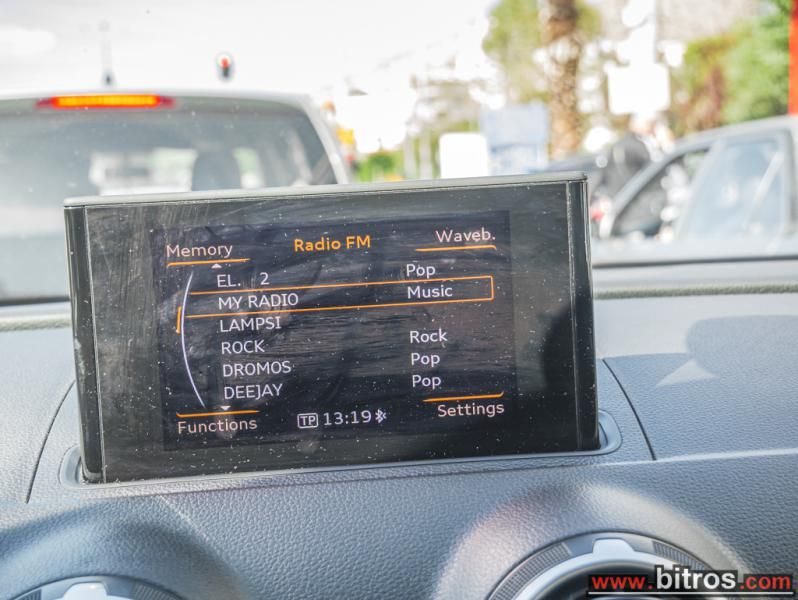 Memory Radio FM Waveb.
EL. 2 Pop
MY RADIO Music
LAMPSI
ROCK Rock
DROMOS Pop
DEEJAY Pop
Functions TP 13:19 Settings
www.bitros.com